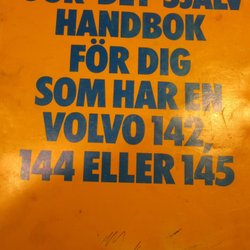 HANDBOK
FÖR DIG
SOM HAR EN
VOLVO 142,
144 ELLER 145